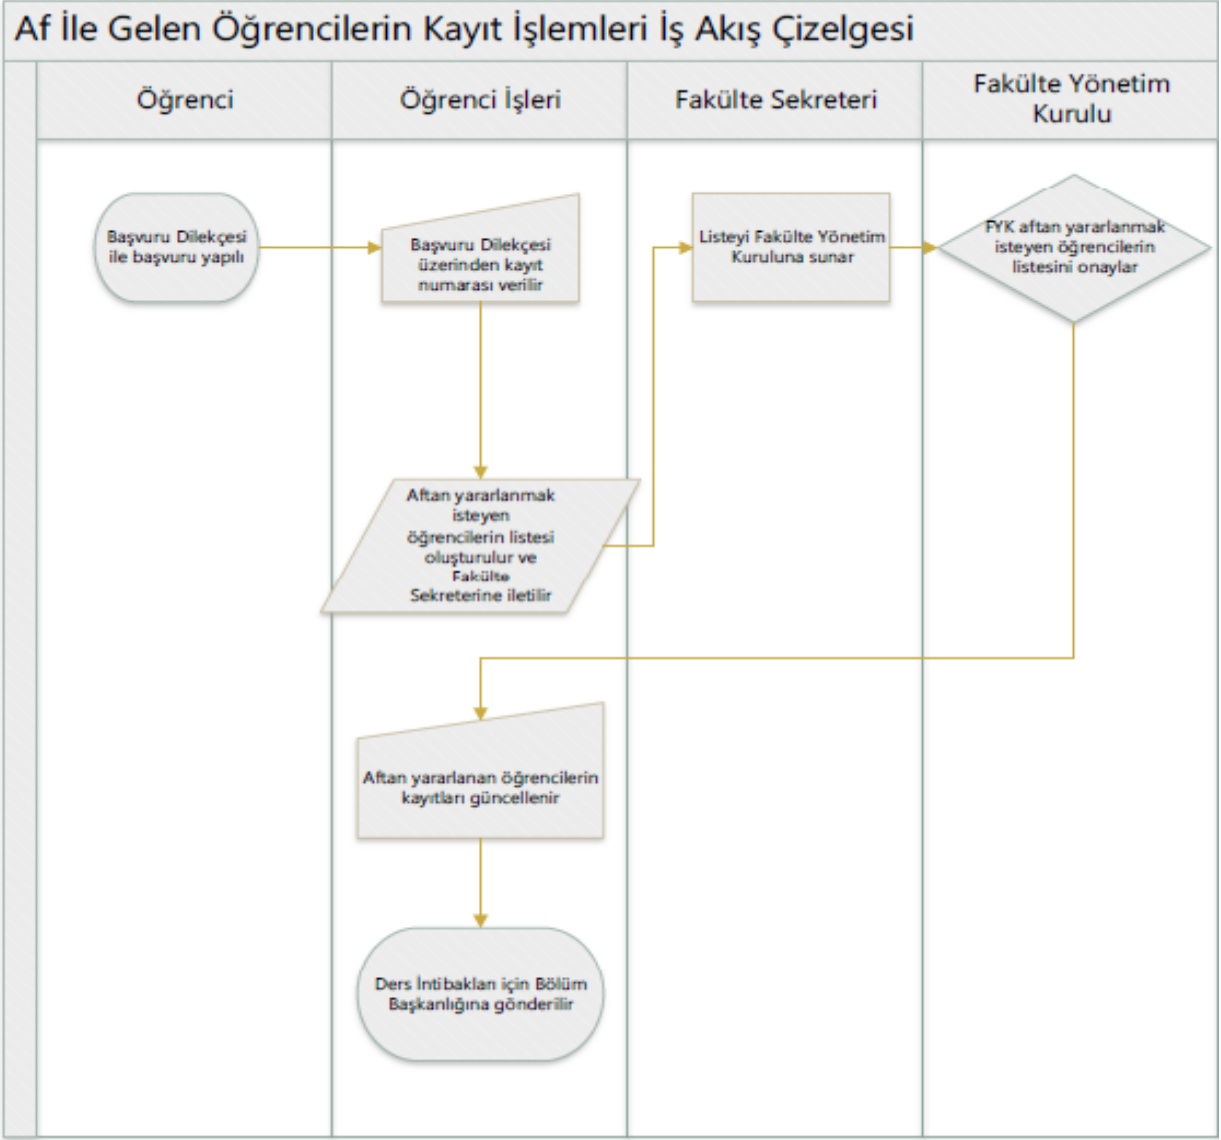 Af İle Gelen Öğrencilerin Kayıt İşlemleri İş Akış Çizelgesi
Öğrenci
Öğrenci İşleri
Fakülte Sekreteri
Fakülte Yönetim
Kurulu
Başvuru Dilekçesi
ile başvuru yapılı
Başvuru Dilekçesi
üzerinden kayıt
numarası verilir
Listeyi Fakülte Yönetim
Kuruluna sunar
FYK aftan yararlanmak
isteyen öğrencilerin
listesini onaylar
Aftan yararlanmak
isteyen
öğrencilerin listesi
oluşturulur ve
Fakülte
Sekreterine iletilir
Aftan yararlanan öğrencilerin
kayıtları güncellenir
Ders İntibakları için Bölüm
Başkanlığına gönderilir